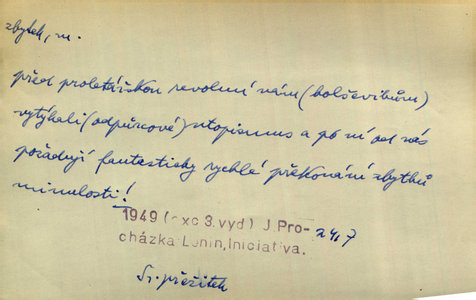 zbytek, m.
před proletářskou revolucí nám (bolševikům)
vytýkali (odpůrcové) utopismus a po ní od nás
požadují fantasticky rychlé překonání zbytků
minulosti!
1949 (exc 3.vyd) J.Pro-
cházka Lenin, Iniciativa.
247
Sr. přežitek